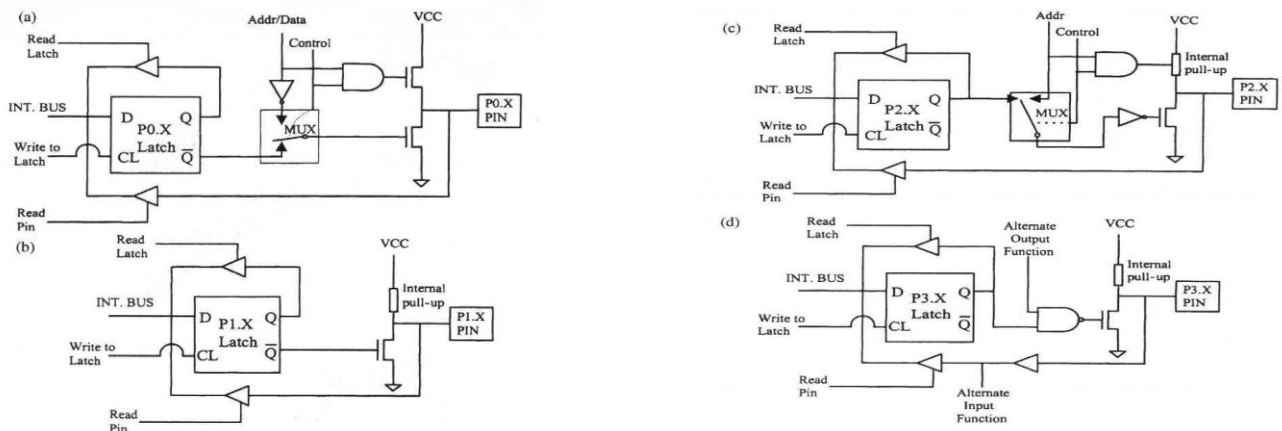 (a)
Addr/Data
VCC
Read
Latch
Control
INT. BUS
D
Q
P0.X
Latch
MUX
P0.X
PIN
Write to
Latch
CL
Q
Read
Pin
(b)
Read
Latch
VCC
Internal
pull-up
INT. BUS
D
Q
P1.X
Latch
P1.X
PIN
Write to
Latch
CL
Q
Read
Pin
(c)
Addr
VCC
Read
Latch
Control
Internal
pull-up
INT. BUS
D
Q
P2.X
Latch
MUX
P2.X
PIN
Write to
Latch
CL
Q
Read
Pin
(d)
Read
Latch
Alternate
Output
Function
VCC
Internal
pull-up
INT. BUS
D
Q
P3.X
Latch
P3.X
PIN
Write to
Latch
CL
Q
Read
Pin
Alternate
Input
Function